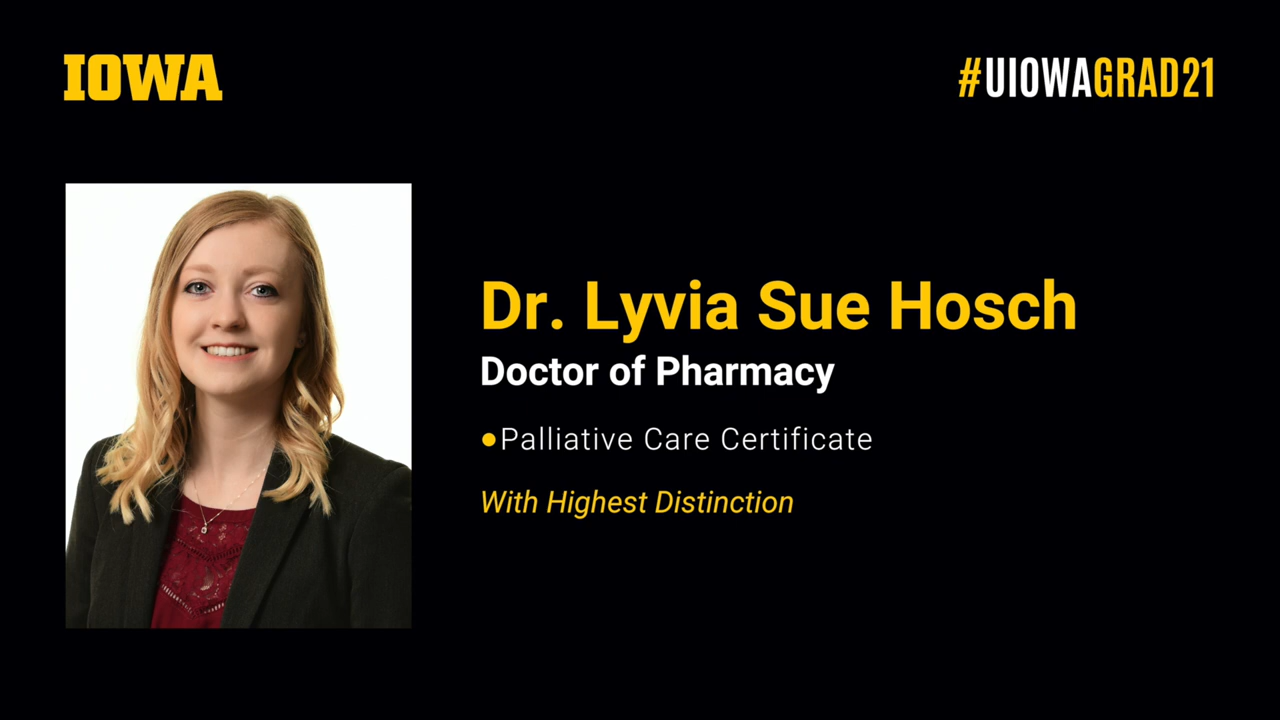 IOWA
#UIOWAGRAD21
Dr. Lyvia Sue Hosch
Doctor of Pharmacy
●Palliative Care Certificate
With Highest Distinction